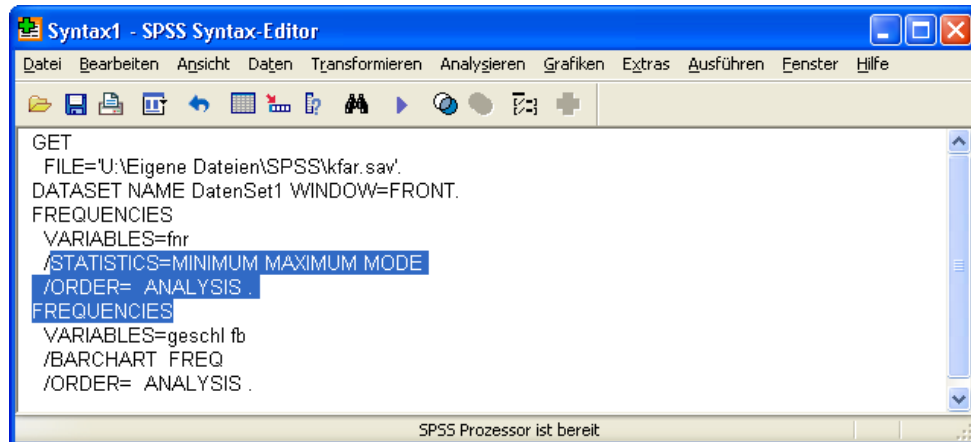 Syntax1 - SPSS Syntax-Editor
Datei Bearbeiten Ansicht Daten Transformieren Analysieren Grafiken Extras Ausführen Fenster Hilfe
GET
FILE='U:\Eigene Dateien\SPSS\kfar.sav'.
DATASET NAME DatenSet1 WINDOW=FRONT.
FREQUENCIES
VARIABLES=fnr
/STATISTICS=MINIMUM MAXIMUM MODE
/ORDER= ANALYSIS .
FREQUENCIES
VARIABLES=geschl fb
/BARCHART FREQ
/ORDER= ANALYSIS .
SPSS Prozessor ist bereit